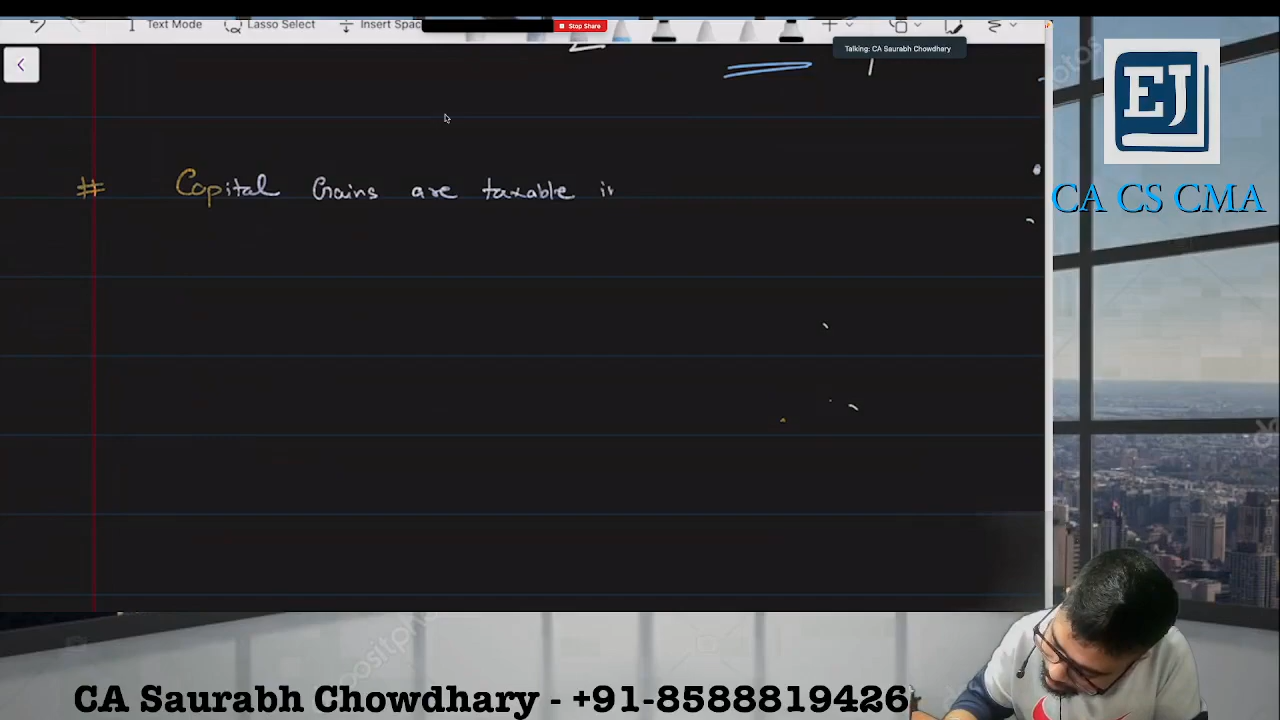 Text Mode Lasso Select Insert Spac Stop Share
Talking: CA Saurabh Chowdhary
EJ
CA CS CMA
# Capital Gains are taxable i
CA Saurabh Chowdhary - +91-8588819426